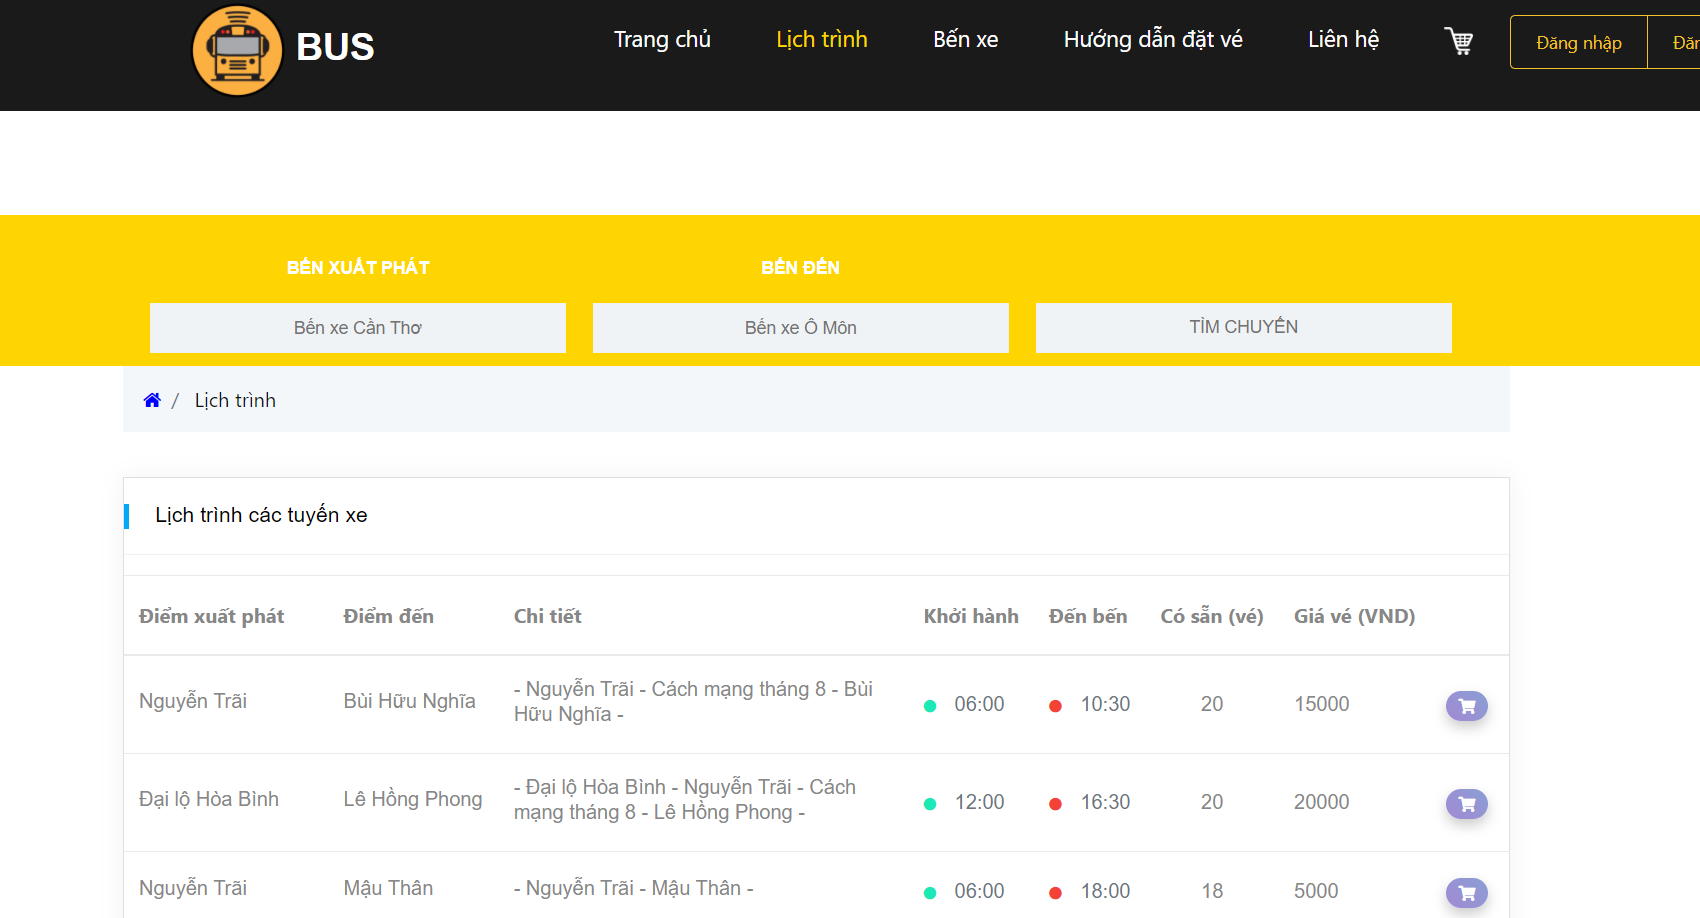 BUS
Trang chủ
Lịch trình
Bến xe
Hướng dẫn đặt vé
Liên hệ
Đăng nhập
BẾN XUẤT PHÁT
BẾN ĐẾN
Bến xe Cần Thơ
Bến xe Ô Môn
TÌM CHUYẾN
/ Lịch trình
Lịch trình các tuyến xe
Điểm xuất phát Điểm đến Chi tiết Khởi hành Đến bến Có sẵn (vé) Giá vé (VND)
Nguyễn Trãi Bùi Hữu Nghĩa - Nguyễn Trãi - Cách mạng tháng 8 - Bùi
Hữu Nghĩa - 06:00 10:30 20 15000
Đại lộ Hòa Bình Lê Hồng Phong - Đại lộ Hòa Bình - Nguyễn Trãi - Cách
mạng tháng 8 - Lê Hồng Phong - 12:00 16:30 20 20000
Nguyễn Trãi Mậu Thân - Nguyễn Trãi - Mậu Thân - 06:00 18:00 18 5000